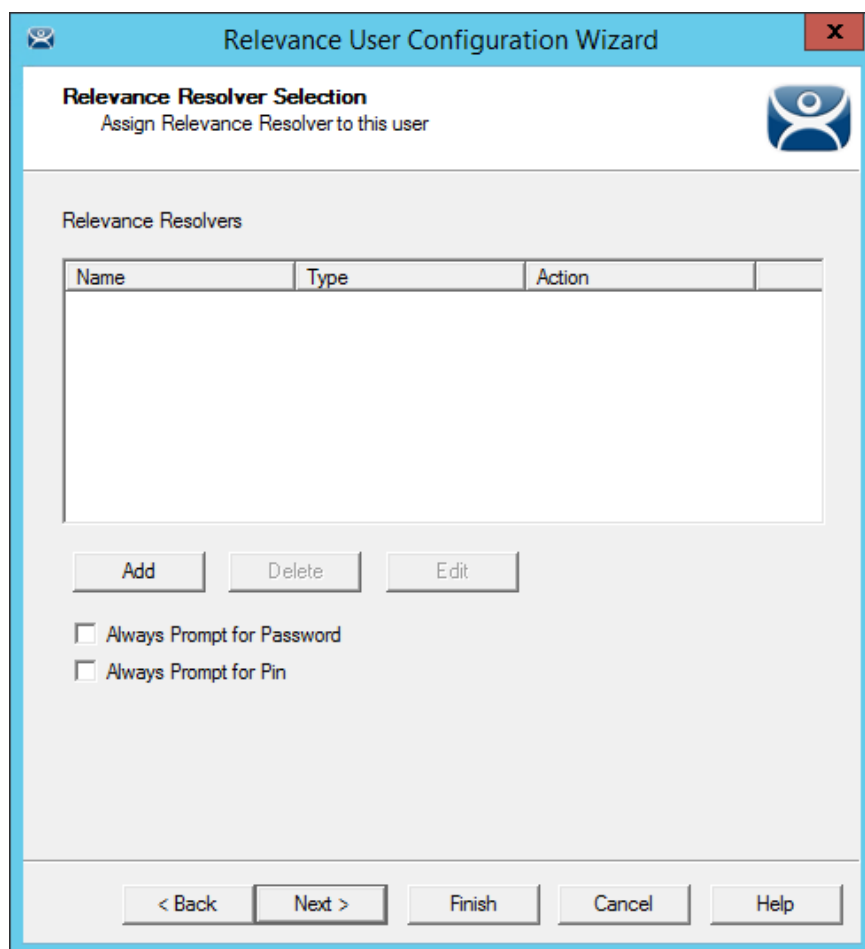 Relevance User Configuration Wizard
x
Relevance Resolver Selection
Assign Relevance Resolver to this user
Relevance Resolvers
Name Type Action
Add Delete Edit
Always Prompt for Password
Always Prompt for Pin
< Back Next > Finish Cancel Help